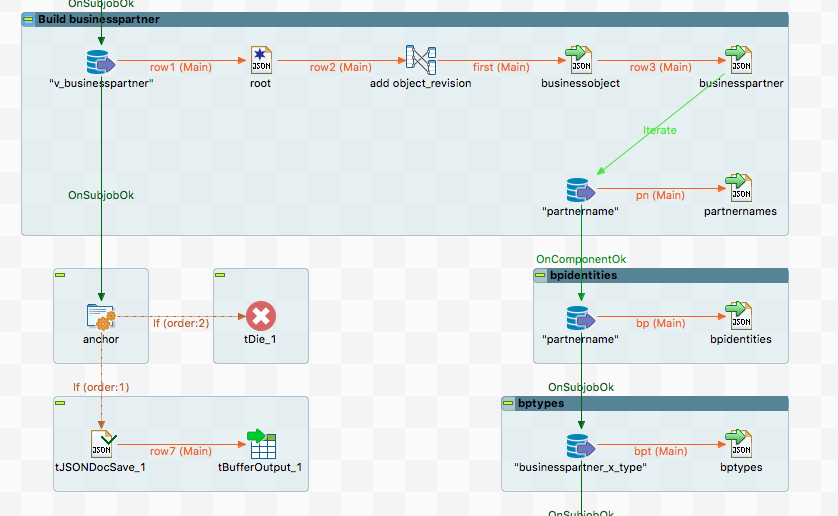 OnSubjobOk
Build businesspartner
row1 (Main)
row2 (Main)
first (Main)
row3 (Main)
JSON
JSON
JSON
"v_businesspartner"
root
add object_revision
businessobject
businesspartner
Iterate
OnSubjobOk
pn (Main)
JSON
"partnername"
partnernames
OnComponentOk
bpidentities
If (order:2)
bp (Main)
JSON
anchor
tDie_1
"partnername"
bpidentities
If (order:1)
OnSubjobOk
bptypes
JSON
row7 (Main)
bpt (Main)
JSON
tJSONDocSave_1
tBufferOutput_1
"businesspartner_x_type"
bptypes
OnSubjobOk